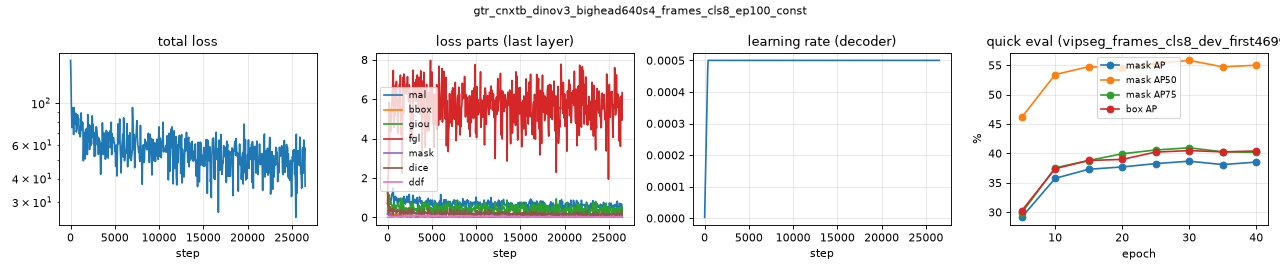 gtr_cnxtb_dinov3_bighead640s4_frames_cls8_ep100_const
total loss
10²
6 × 10¹
4 × 10¹
3 × 10¹
0 5000 10000 15000 20000 25000
step
loss parts (last layer)
8
6
4
2
0
mal
bbox
giou
fgl
mask
dice
ddf
0 5000 10000 15000 20000 25000
step
learning rate (decoder)
0.0005
0.0004
0.0003
0.0002
0.0001
0.0000
0 5000 10000 15000 20000 25000
step
quick eval (vipseg_frames_cls8_dev_first469
%
55
50
45
40
35
30
mask AP
mask AP50
mask AP75
box AP
10 20 30 40
epoch